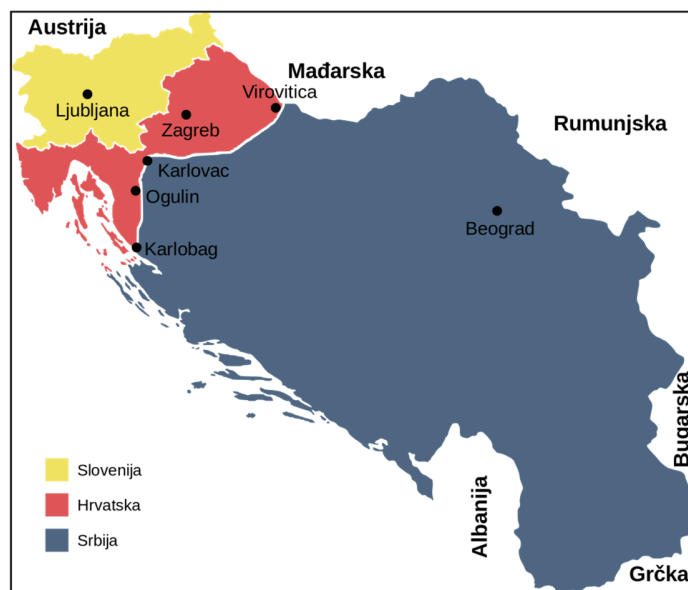 Austrija
Mađarska
Ljubljana
Virovitica
Zagreb
Rumunjska
Karlovac
Ogulin
Beograd
Karlobag
Bugarska
Slovenija
Hrvatska
Srbija
Albanija
Grčka